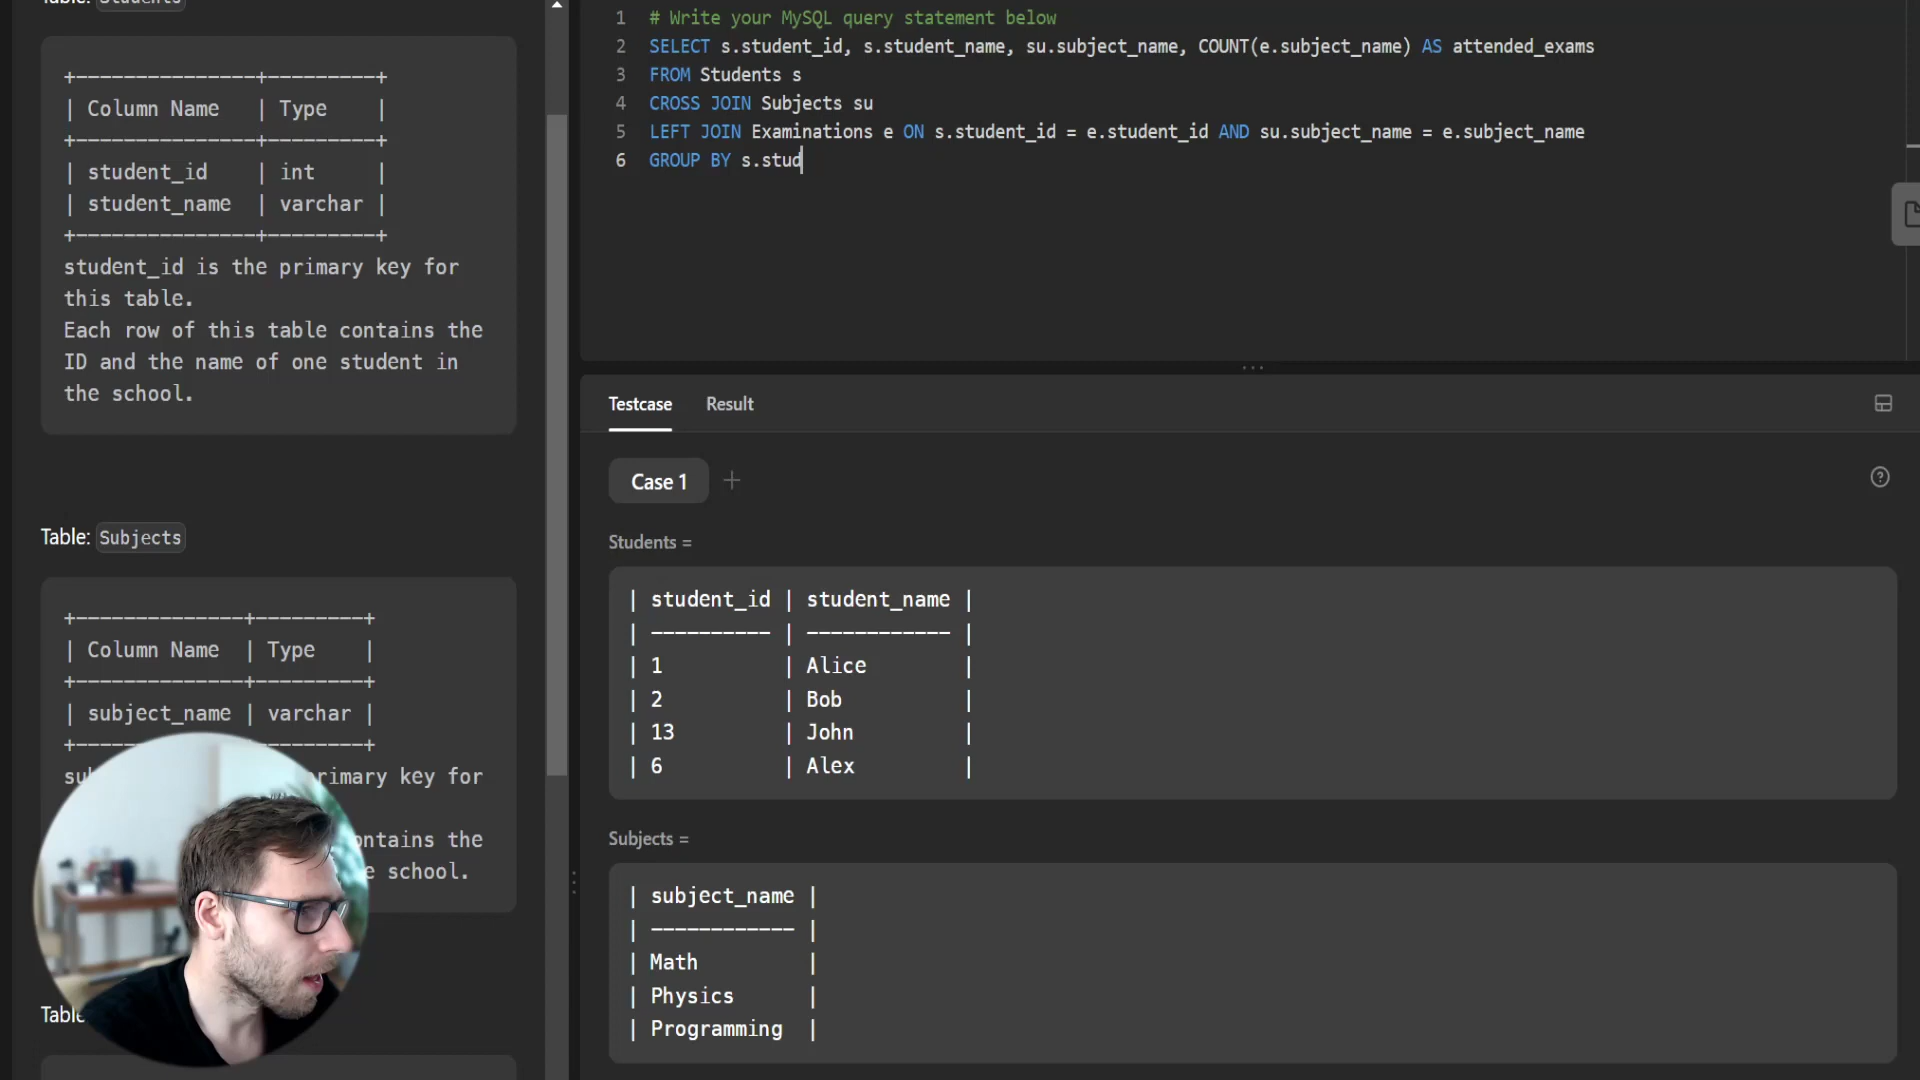 Table: Students
+---------------+---------+
| Column Name   | Type    |
+---------------+---------+
| student_id    | int     |
| student_name  | varchar |
+---------------+---------+
student_id is the primary key for
this table.
Each row of this table contains the
ID and the name of one student in
the school.
Table: Subjects
+--------------+---------+
| Column Name  | Type    |
+--------------+---------+
| subject_name | varchar |
+---------+
primary key for
contains the
school.
1 # Write your MySQL query statement below
2 SELECT s.student_id, s.student_name, su.subject_name, COUNT(e.subject_name) AS attended_exams
3 FROM Students s
4 CROSS JOIN Subjects su
5 LEFT JOIN Examinations e ON s.student_id = e.student_id AND su.subject_name = e.subject_name
6 GROUP BY s.stud
Testcase Result
Case 1 +
Students =
| student_id | student_name |
| ---------- | ------------ |
| 1          | Alice        |
| 2          | Bob          |
| 13         | John         |
| 6          | Alex         |
Subjects =
| subject_name |
| ------------ |
| Math         |
| Physics      |
| Programming  |